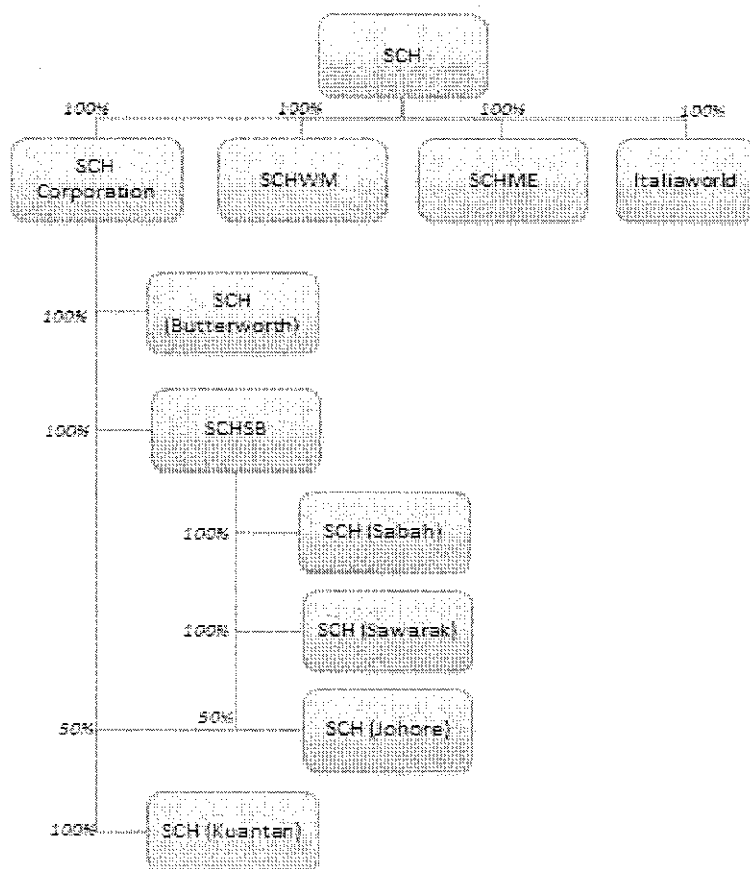 SCH
100%
100%
100%
100%
SCH
Corporation
SCHWM
SCHME
Italiaworld
100%
SCH
(Butterworth)
100%
SCHSB
100%
SCH (Sabah)
100%
SCH (Sawarak)
50%
50%
SCH (Johore)
100%
SCH (Kuantan)